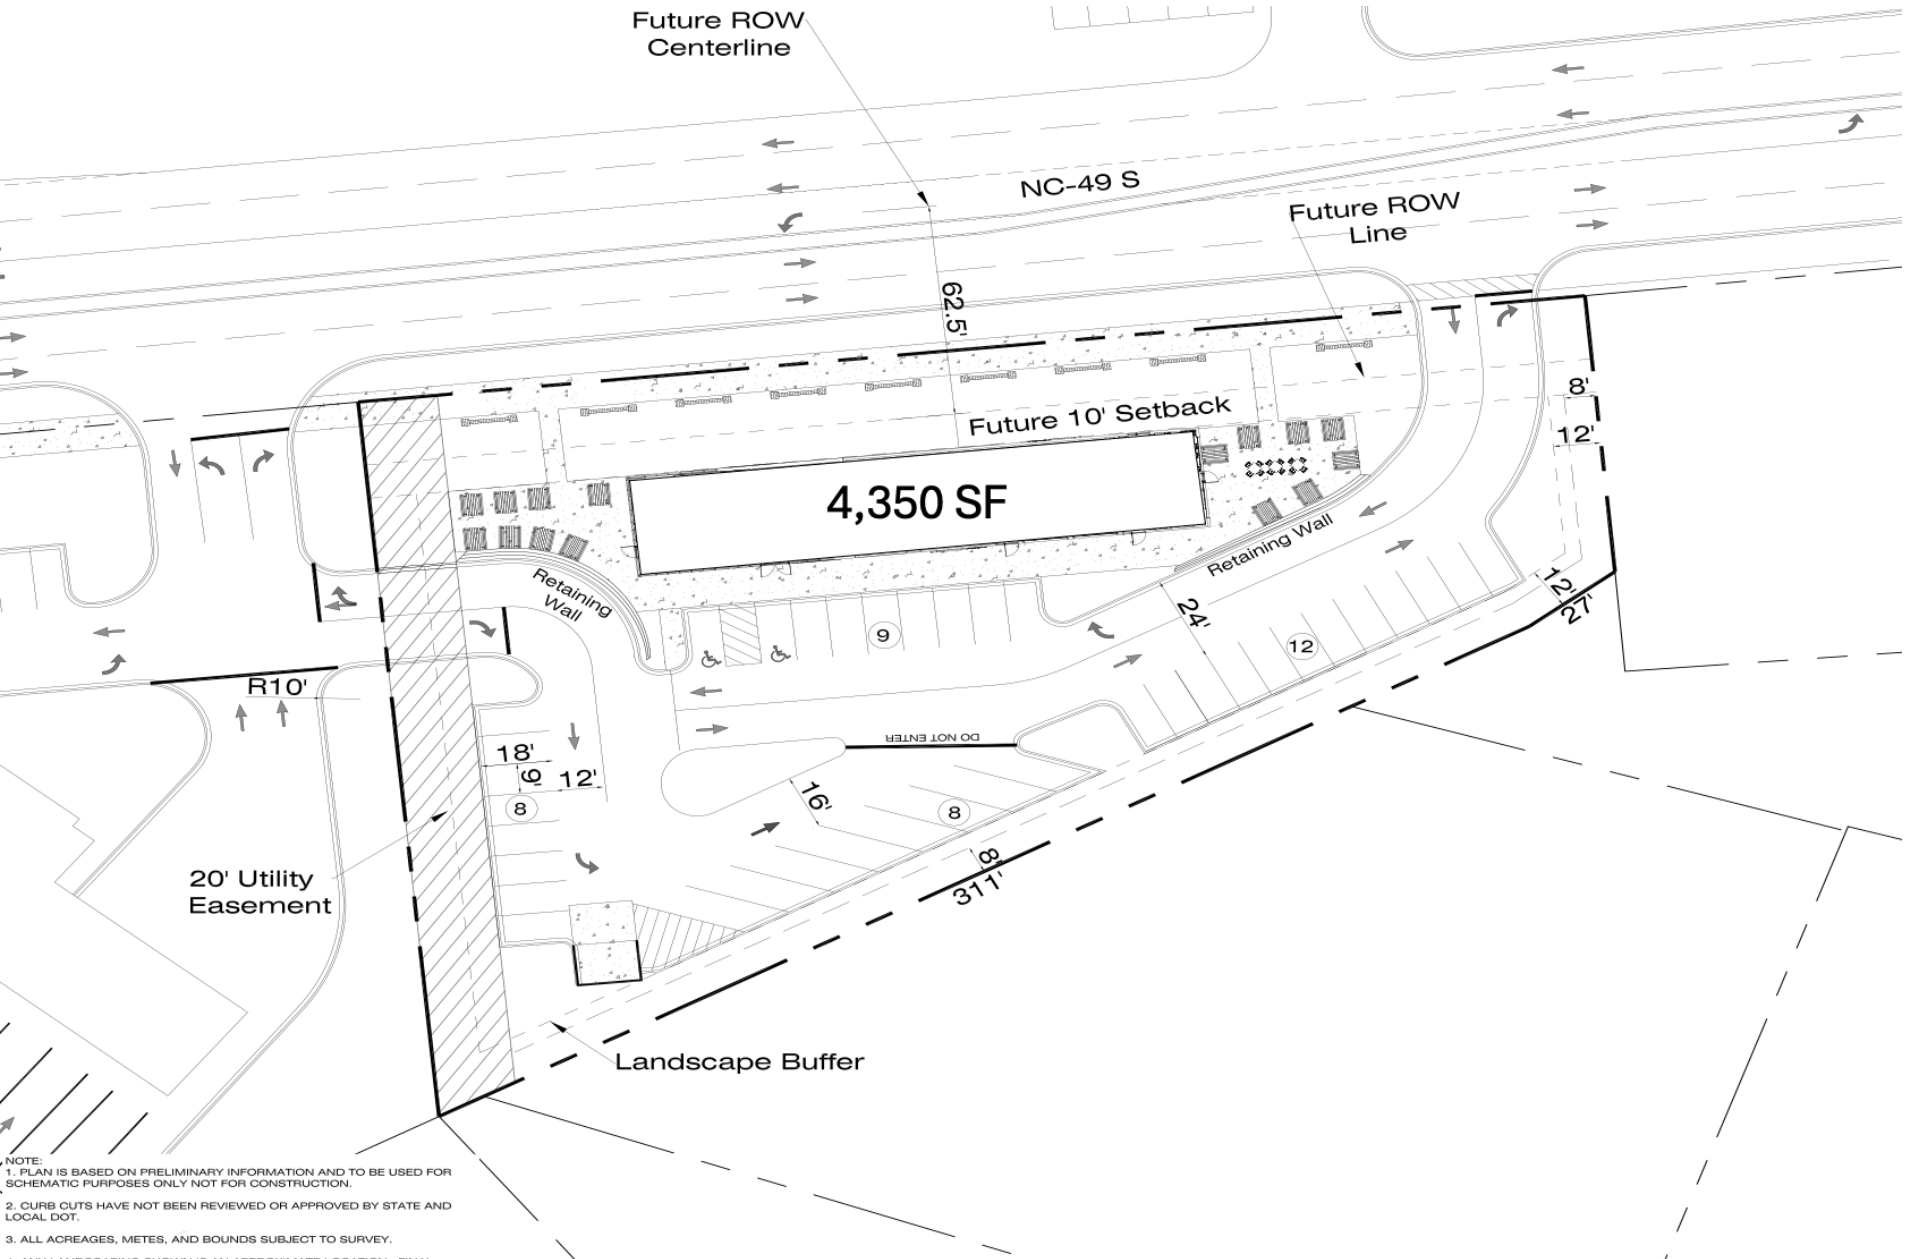 Future ROW
Centerline
NC-49 S
Future ROW
Line
62.5'
8'
Future 10' Setback
12'
4,350 SF
Retaining Wall
Retaining
Wall
12'
27'
24'
9
12
R10'
DO NOT ENTER
18'
9'
12'
16'
8
8
8'
20' Utility
Easement
311'
Landscape Buffer
NOTE:
1. PLAN IS BASED ON PRELIMINARY INFORMATION AND TO BE USED FOR
SCHEMATIC PURPOSES ONLY NOT FOR CONSTRUCTION.
2. CURB CUTS HAVE NOT BEEN REVIEWED OR APPROVED BY STATE AND
LOCAL DOT.
3. ALL ACREAGES, METES, AND BOUNDS SUBJECT TO SURVEY.